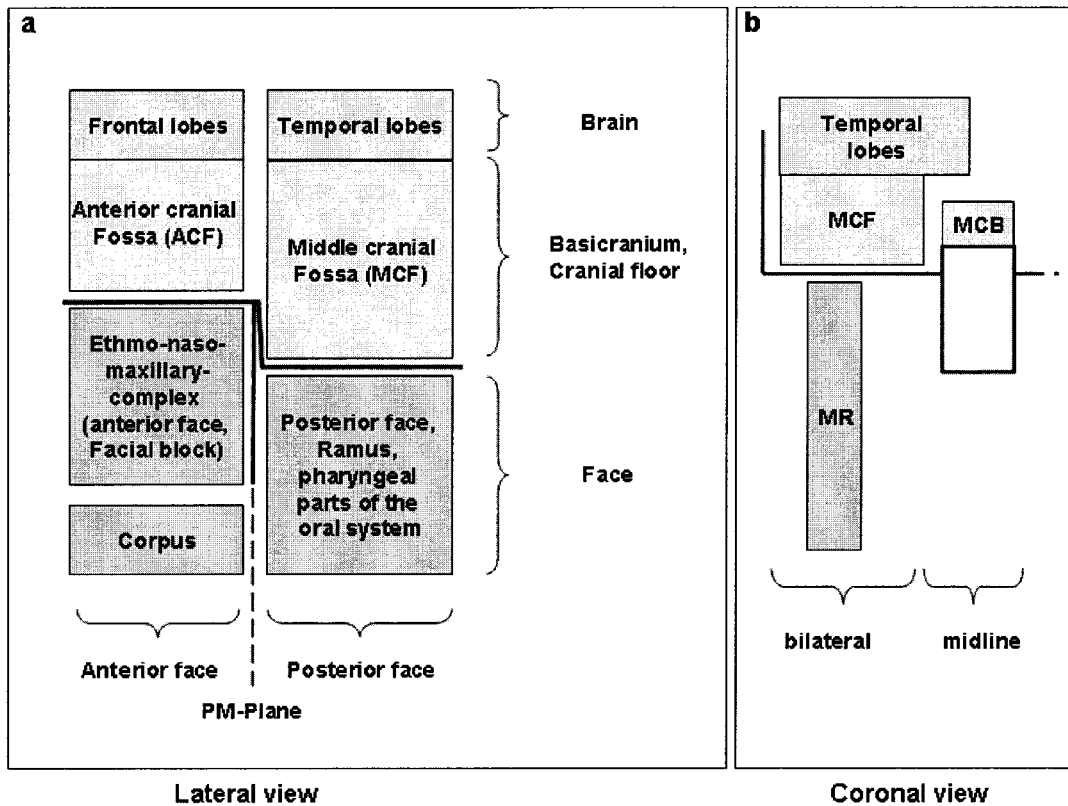 a
Frontal lobes
Temporal lobes
Brain
Anterior cranial
Fossa (ACF)
Middle cranial
Fossa (MCF)
Basicranium,
Cranial floor
Ethmo-naso-
maxillary-
complex
(anterior face,
Facial block)
Posterior face,
Ramus,
pharyngeal
parts of the
oral system
Face
Corpus
Anterior face
Posterior face
PM-Plane
Lateral view
b
Temporal
lobes
MCF
MCB
MR
bilateral
midline
Coronal view